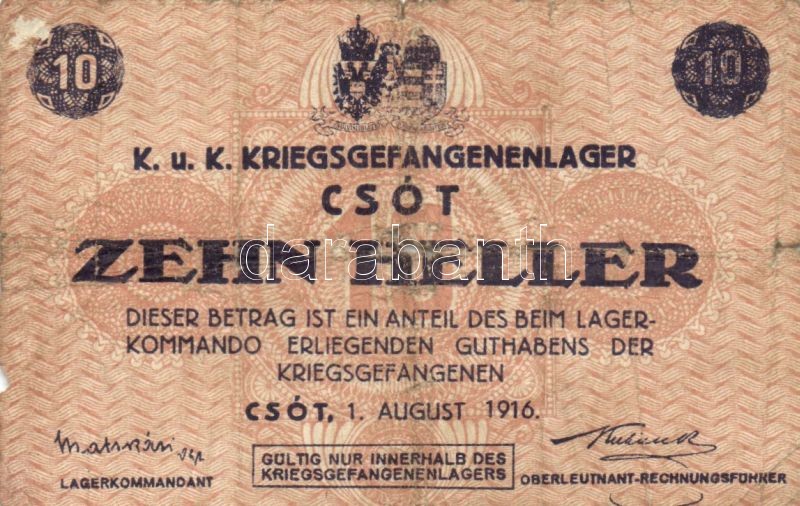 10 10
K. u. K. KRIEGSGEFANGENENLAGER
CSÓT
ZEHN HELLER
darabanth
DIESER BETRAG IST EIN ANTEIL DES BEIM LAGER-
KOMMANDO ERLIEGENDEN GUTHABENS DER
KRIEGSGEFANGENEN
CSÓT, 1. AUGUST 1916.
LAGERKOMMANDANT
GÜLTIG NUR INNERHALB DES
KRIEGSGEFANGENENLAGERS
OBERLEUTNANT-RECHNUNGSFÜHRER